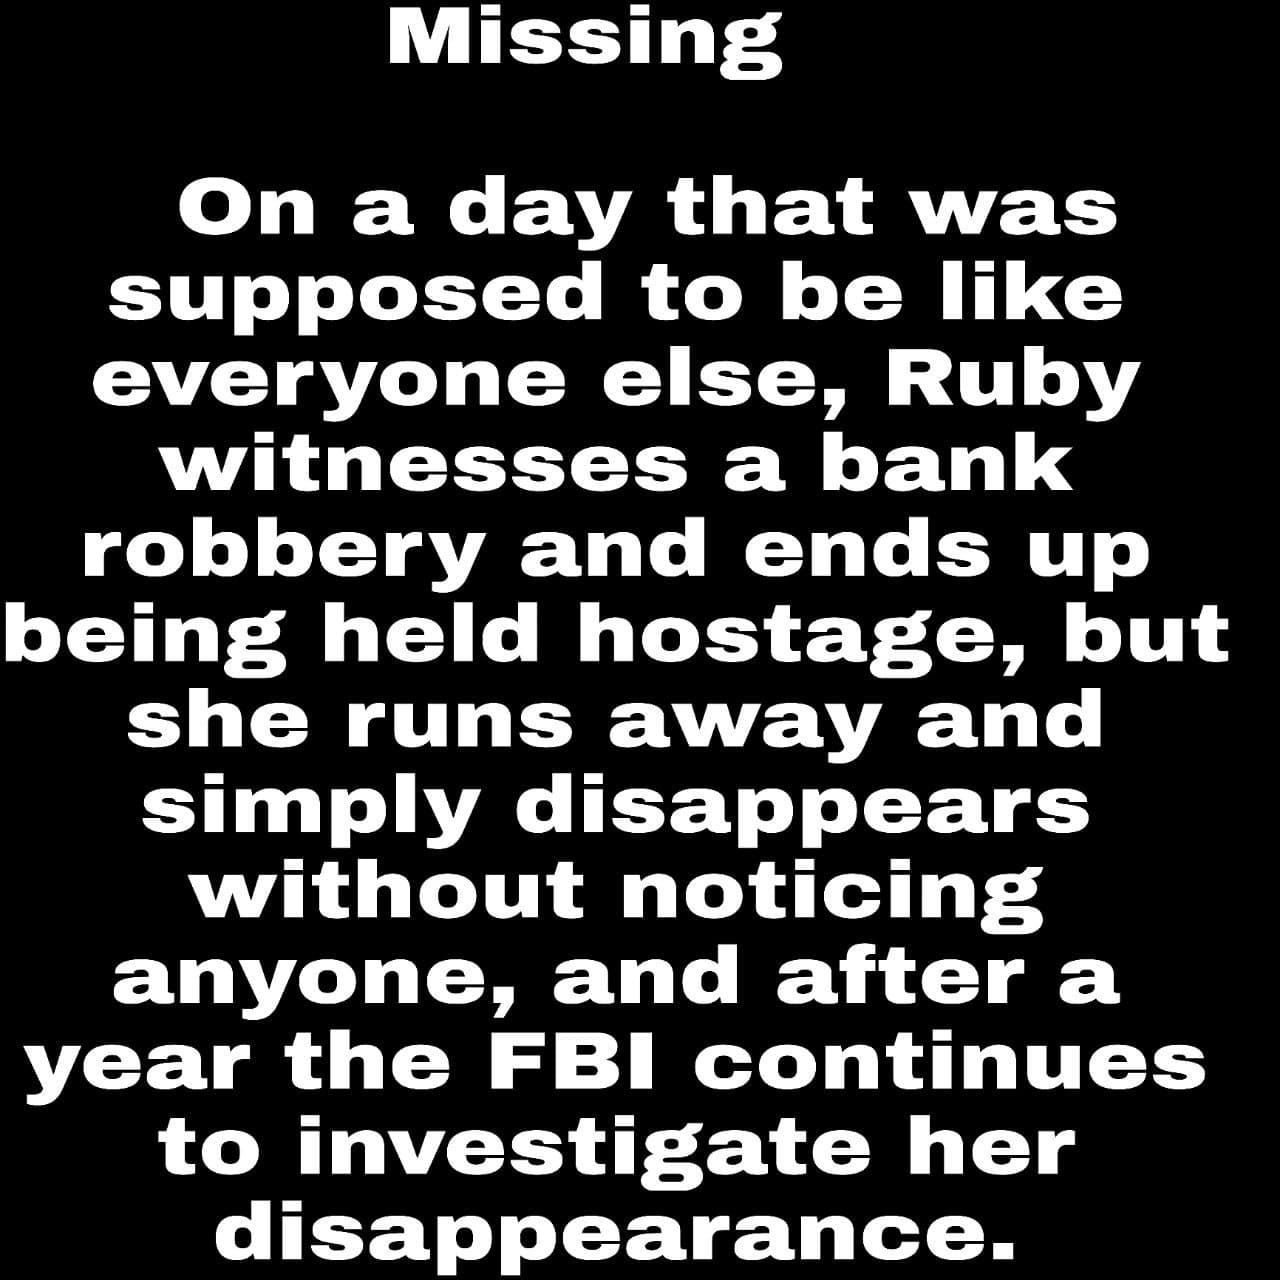 Missing
On a day that was
supposed to be like
everyone else, Ruby
witnesses a bank
robbery and ends up
being held hostage, but
she runs away and
simply disappears
without noticing
anyone, and after a
year the FBI continues
to investigate her
disappearance.